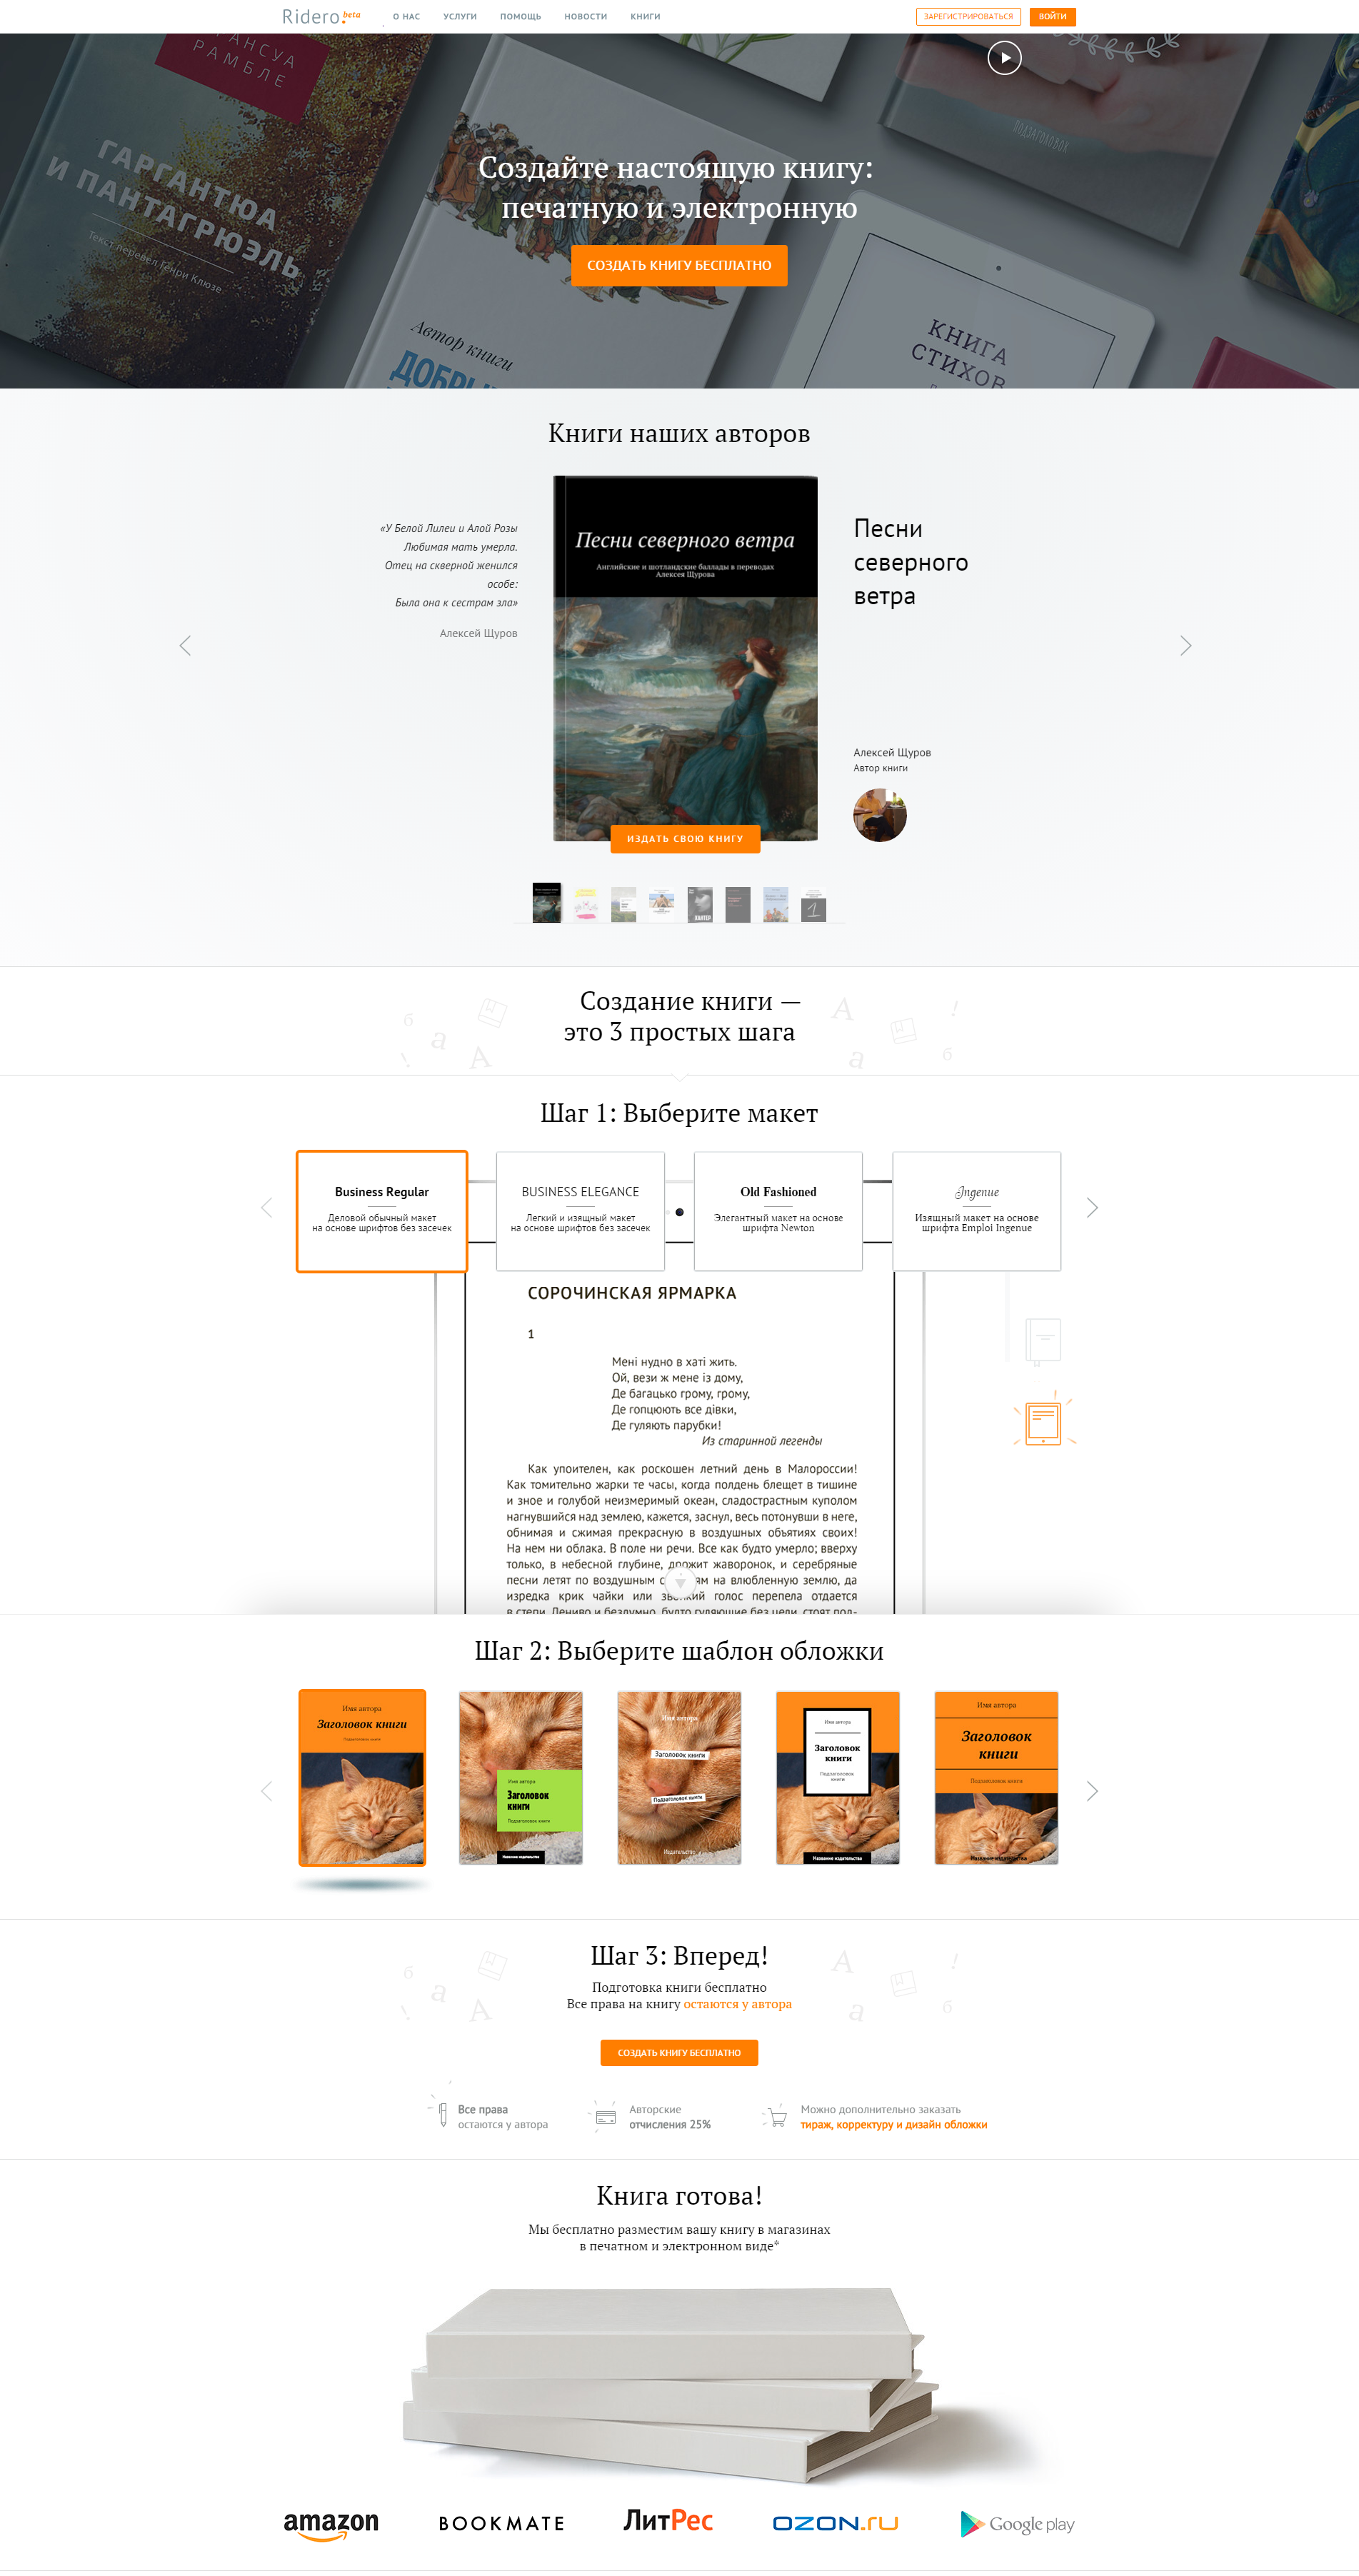 Ridero beta
О НАС
УСЛУГИ
ПОМОЩЬ
НОВОСТИ
КНИГИ
ЗАРЕГИСТРИРОВАТЬСЯ
ВОЙТИ
РАМБЛЕ
ГАРГАНТЮА
И ПАНТАГРЮЭЛЬ
Текст перевел Генри Клюзе
ПОДЗАГОЛОВОК
Создайте настоящую книгу:
печатную и электронную
СОЗДАТЬ КНИГУ БЕСПЛАТНО
Автор книги
КНИГА
СТИХОВ
Книги наших авторов
«У Белой Лилеи и Алой Розы
Любимая мать умерла.
Отец на скверной женился
особе:
Была она к сестрам зла»
Алексей Щуров
Песни северного ветра
Английские и шотландские баллады в переводах
Алексея Щурова
Песни
северного
ветра
Алексей Щуров
Автор книги
ИЗДАТЬ СВОЮ КНИГУ
ХАНТЕР
1
Создание книги —
это 3 простых шага
Шаг 1: Выберите макет
Business Regular
Деловой обычный макет
на основе шрифтов без засечек
BUSINESS ELEGANCE
Легкий и изящный макет
на основе шрифтов без засечек
Old Fashioned
Элегантный макет на основе
шрифта Newton
Ingenue
Изящный макет на основе
шрифта Emploi Ingenue
СОРОЧИНСКАЯ ЯРМАРКА
1
Мені нудно в хаті жить.
Ой, вези ж мене із дому,
Де багацько грому, грому,
Де гопцюють все дівки,
Де гуляють парубки!
Из старинной легенды
Как упоителен, как роскошен летний день в Малороссии!
Как томительно жарки те часы, когда полдень блещет в тишине
и зное и голубой неизмеримый океан, сладострастным куполом
нагнувшийся над землею, кажется, заснул, весь потонувши в неге,
обнимая и сжимая прекрасную в воздушных объятиях своих!
На нем ни облака. В поле ни речи. Все как будто умерло; вверху
только, в небесной глубине, дрожит жаворонок, и серебряные
песни летят по воздушным на влюбленную землю, да
изредка крик чайки или звонкий голос перепела отдается
в степи. Лениво и бездумно, будто гуляющие без цели, стоят под-
Шаг 2: Выберите шаблон обложки
Имя автора
Заголовок книги
Подзаголовок книги
Имя автора
Заголовок
книги
Подзаголовок книги
Название издательства
Имя автора
Заголовок книги
Подзаголовок книги
Издательство
Имя автора
Заголовок
книги
Подзаголовок
книги
Название издательства
Имя автора
Заголовок
книги
Подзаголовок книги
Название издательства
Шаг 3: Вперед!
Подготовка книги бесплатно
Все права на книгу остаются у автора
СОЗДАТЬ КНИГУ БЕСПЛАТНО
Все права
остаются у автора
Авторские
отчисления 25%
Можно дополнительно заказать
тираж, корректуру и дизайн обложки
Книга готова!
Мы бесплатно разместим вашу книгу в магазинах
в печатном и электронном виде*
amazon
BOOKMATE
ЛитРес
OZON.ru
Google play